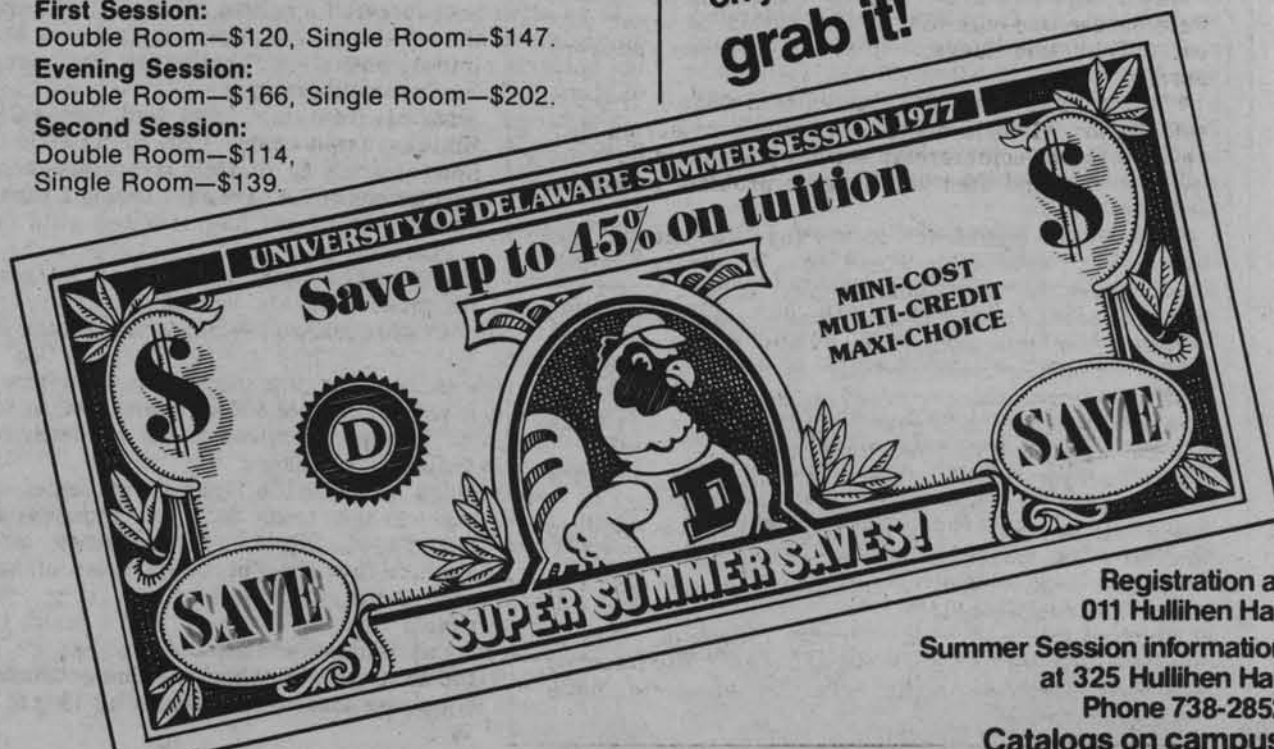 First Session:
Double Room—$120, Single Room—$147.
Evening Session:
Double Room—$166, Single Room—$202.
Second Session:
Double Room—$114,
Single Room—$139.
grab it!
UNIVERSITY OF DELAWARE SUMMER SESSION 1977
Save up to 45% on tuition
MINI-COST
MULTI-CREDIT
MAXI-CHOICE
$
$
D
D
SAVE
SAVE
SUPER SUMMER SAVES!
Registration a
011 Hullihen Ha
Summer Session information
at 325 Hullihen Ha
Phone 738-285
Catalogs on campus